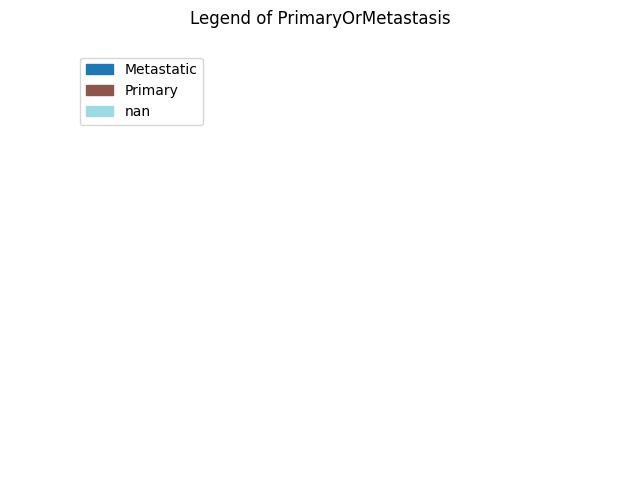 Legend of PrimaryOrMetastasis
Metastatic
Primary
nan